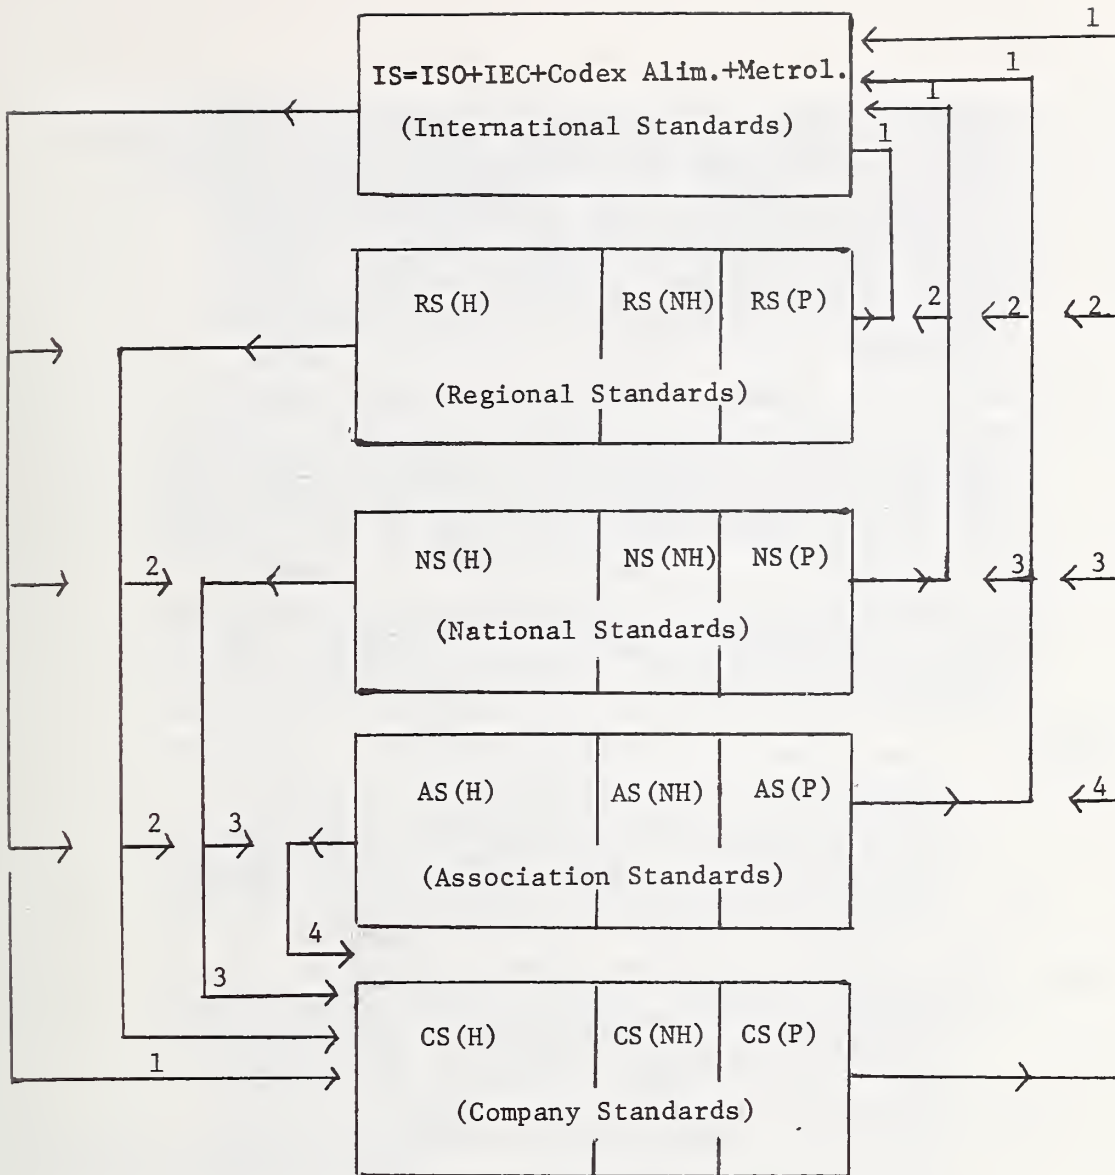 1
IS=ISO+IEC+Codex Alim.+Metrol.
1
1
(International Standards)
1
RS(H) RS(NH) RS(P)
2 2 2
(Regional Standards)
NS(H) NS(NH) NS(P)
2 3 3
(National Standards)
AS(H) AS(NH) AS(P)
4
2 3
(Association Standards)
4
3
CS(H) CS(NH) CS(P)
1
(Company Standards)